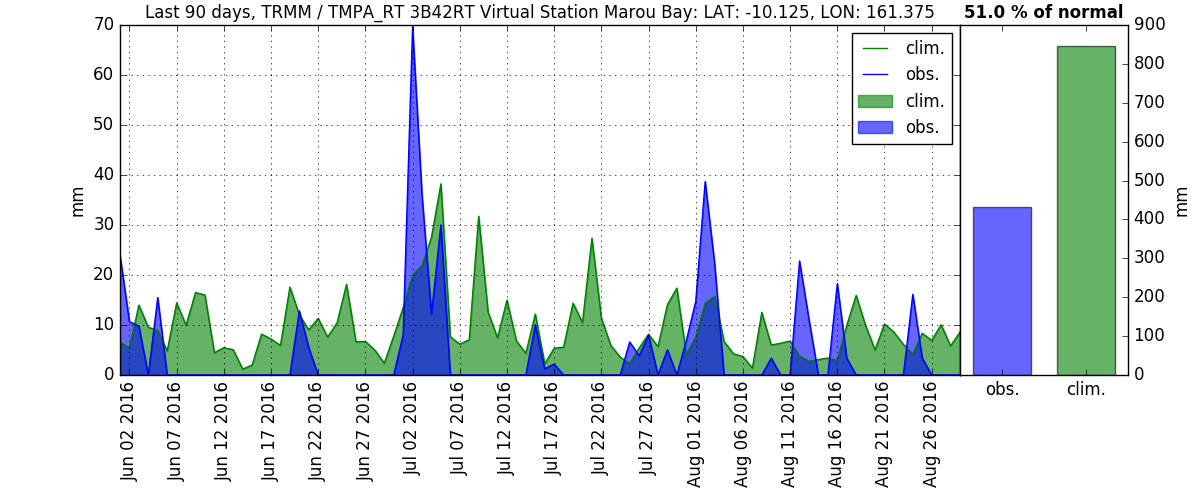 Last 90 days, TRMM / TMPA_RT 3B42RT Virtual Station Marou Bay: LAT: -10.125, LON: 161.375
51.0 % of normal
70
60
50
40
30
20
10
0
mm
clim.
obs.
clim.
obs.
Jun 02 2016
Jun 07 2016
Jun 12 2016
Jun 17 2016
Jun 22 2016
Jun 27 2016
Jul 02 2016
Jul 07 2016
Jul 12 2016
Jul 17 2016
Jul 22 2016
Jul 27 2016
Aug 01 2016
Aug 06 2016
Aug 11 2016
Aug 16 2016
Aug 21 2016
Aug 26 2016
900
800
700
600
500
400
300
200
100
0
mm
obs.
clim.